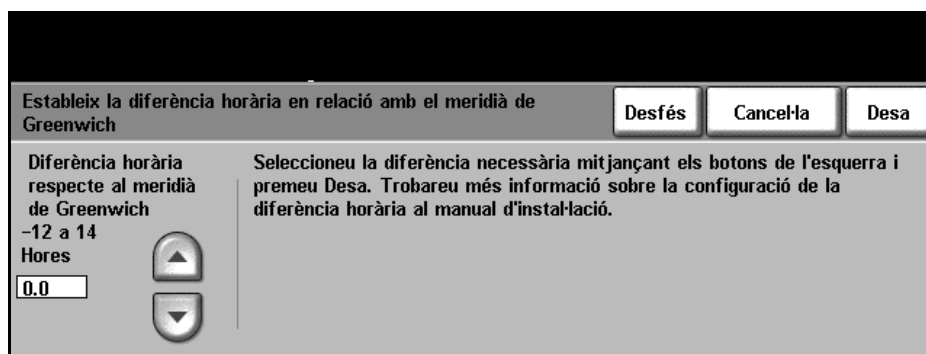 Estableix la diferència horària en relació amb el meridià de
Greenwich
Desfés
Cancel·la
Desa
Diferència horària
respecte al meridià
de Greenwich
-12 a 14
Hores
0.0
Seleccioneu la diferència necessària mitjançant els botons de l'esquerra i
premeu Desa. Trobareu més informació sobre la configuració de la
diferència horària al manual d'instal·lació.